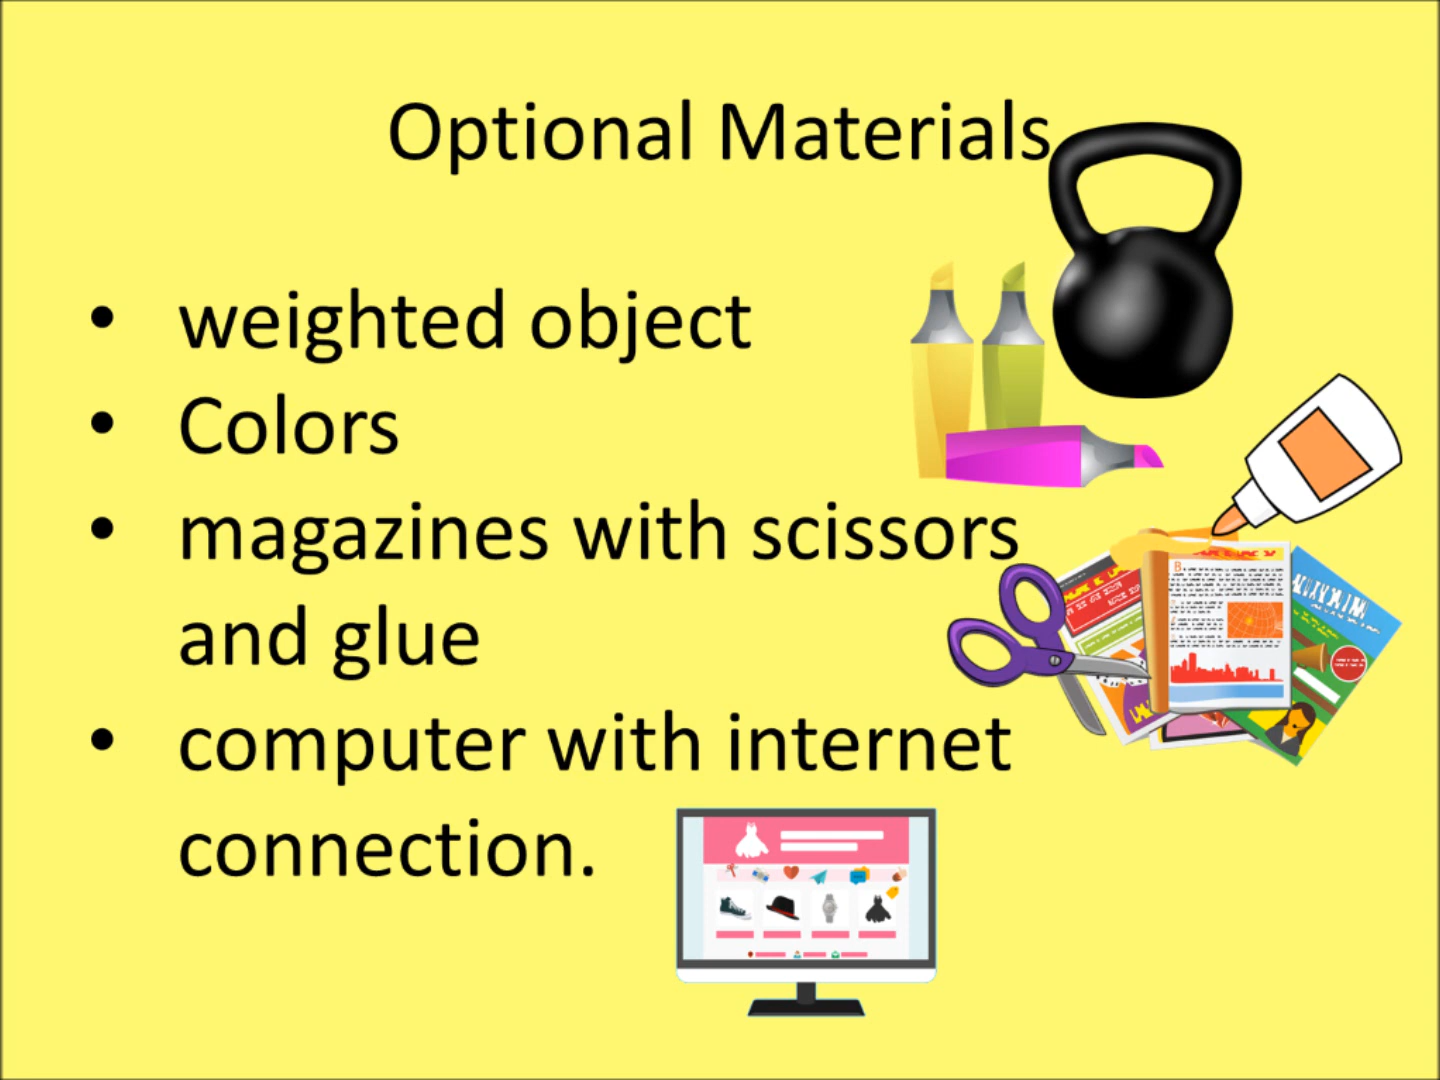 Optional Materials
• weighted object
• Colors
• magazines with scissors
and glue
• computer with internet
connection.